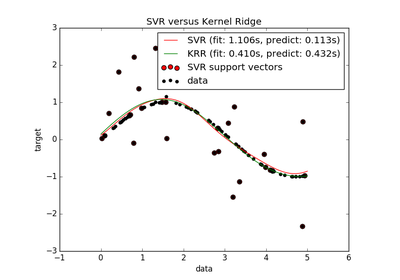 SVR versus Kernel Ridge
SVR (fit: 1.106s, predict: 0.113s)
KRR (fit: 0.410s, predict: 0.432s)
SVR support vectors
data
target
3
2
1
0
−1
−2
−3
−1
0
1
2
3
4
5
6
data